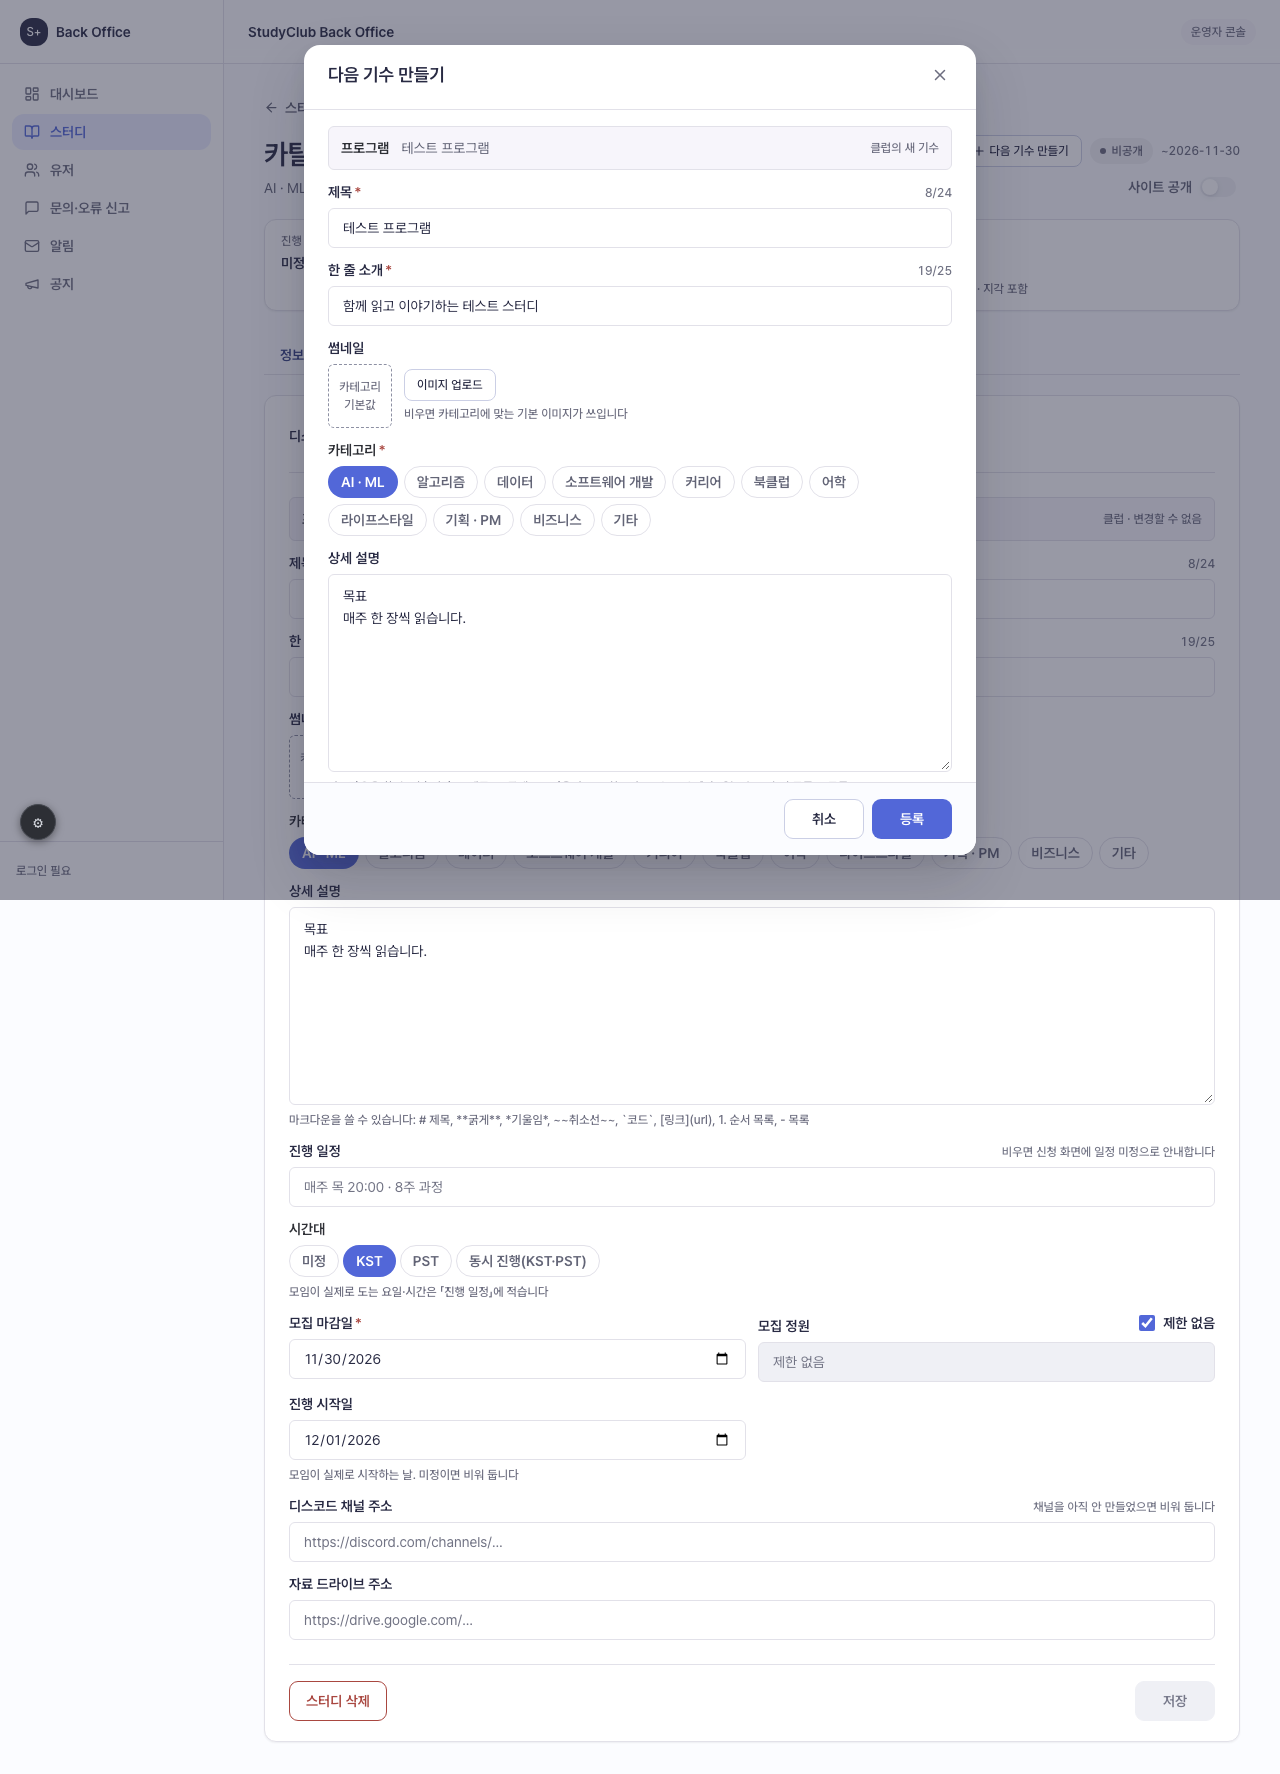 S+ Back Office
StudyClub Back Office
운영자 콘솔
대시보드
스터디
유저
문의·오류 신고
알림
공지
로그인 필요
다음 기수 만들기
프로그램 테스트 프로그램
클럽의 새 기수
제목*
8/24
테스트 프로그램
한 줄 소개*
19/25
함께 읽고 이야기하는 테스트 스터디
썸네일
카테고리
기본값
이미지 업로드
비우면 카테고리에 맞는 기본 이미지가 쓰입니다
카테고리*
AI · ML 알고리즘 데이터 소프트웨어 개발 커리어 북클럽 어학
라이프스타일 기획 · PM 비즈니스 기타
상세 설명
목표
매주 한 장씩 읽습니다.
취소 등록
다음 기수 만들기
비공개
~2026-11-30
AI · ML
사이트 공개
진행
미정
· 지각 포함
정보
클럽 · 변경할 수 없음
8/24
한
19/25
기획 · PM 비즈니스 기타
상세 설명
목표
매주 한 장씩 읽습니다.
마크다운을 쓸 수 있습니다: # 제목, **굵게**, *기울임*, ~~취소선~~, `코드`, [링크](url), 1. 순서 목록, - 목록
진행 일정
비우면 신청 화면에 일정 미정으로 안내합니다
매주 목 20:00 · 8주 과정
시간대
미정 KST PST 동시 진행(KST·PST)
모임이 실제로 도는 요일·시간은 「진행 일정」에 적습니다
모집 마감일*
11/30/2026
모집 정원
제한 없음
제한 없음
진행 시작일
12/01/2026
모임이 실제로 시작하는 날. 미정이면 비워 둡니다
디스코드 채널 주소
채널을 아직 안 만들었으면 비워 둡니다
https://discord.com/channels/...
자료 드라이브 주소
https://drive.google.com/...
스터디 삭제
저장